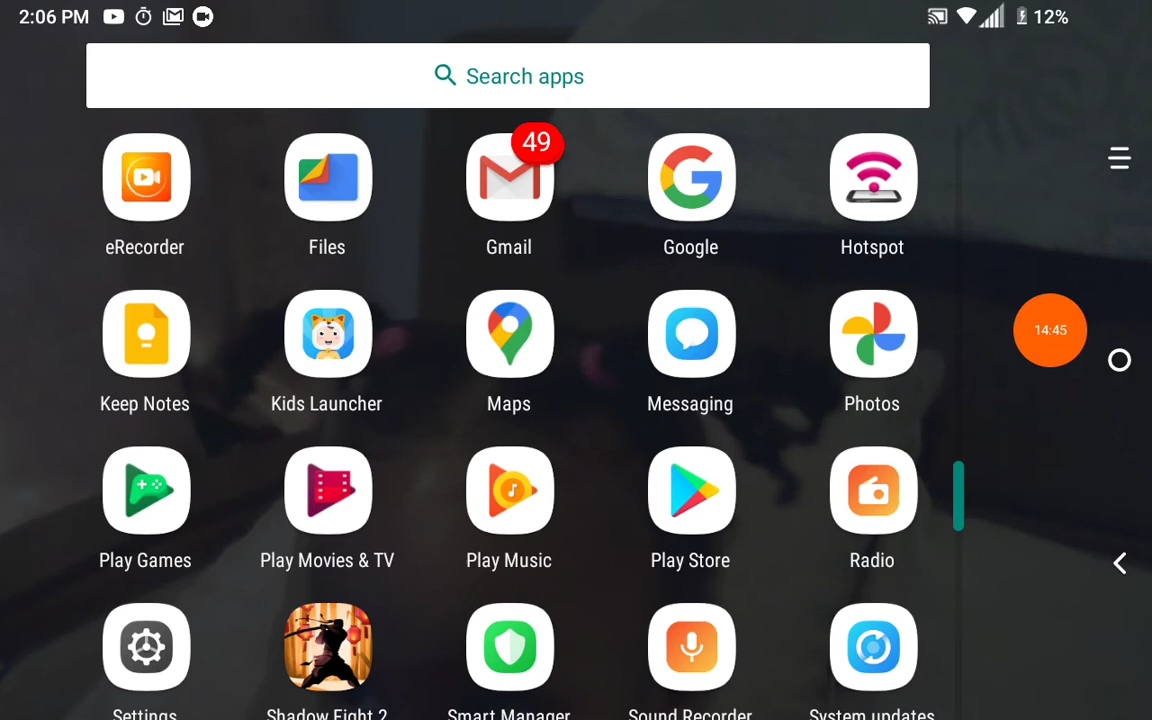 2:06 PM 12%
Search apps
49
eRecorder Files Gmail Google Hotspot
14:45
Keep Notes Kids Launcher Maps Messaging Photos
Play Games Play Movies & TV Play Music Play Store Radio
Settings Shadow Fight 2 Smart Manager Sound Recorder System updates